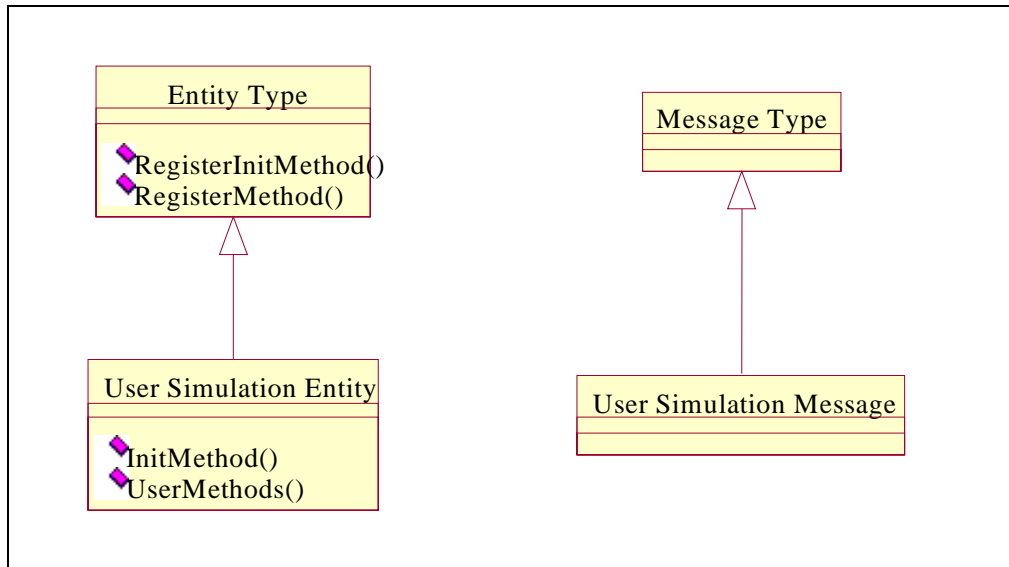 Entity Type
RegisterInitMethod()
RegisterMethod()
User Simulation Entity
InitMethod()
UserMethods()
Message Type
User Simulation Message